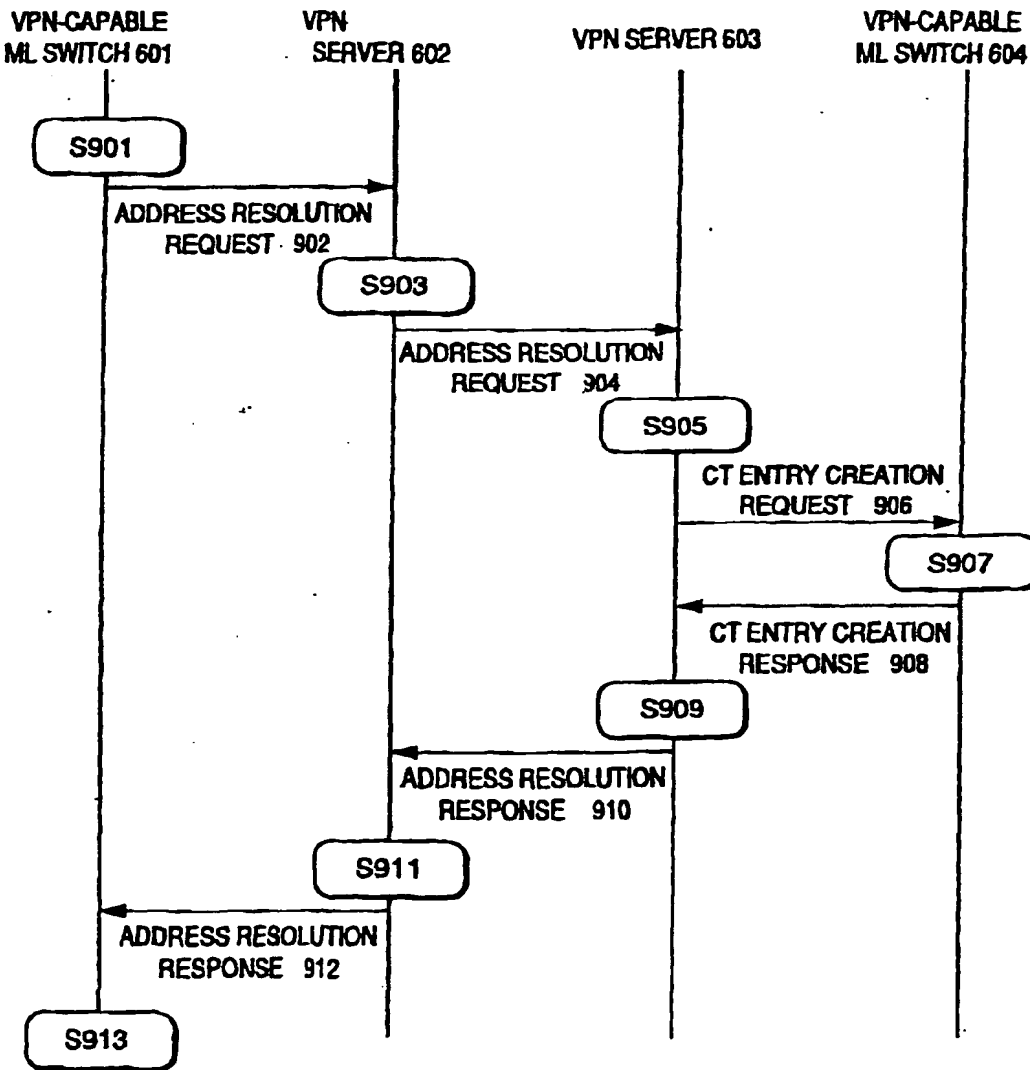 VPN-CAPABLE
ML SWITCH 601
VPN
SERVER 602
VPN SERVER 603
VPN-CAPABLE
ML SWITCH 604
S901
ADDRESS RESOLUTION
REQUEST 902
S903
ADDRESS RESOLUTION
REQUEST 904
S905
CT ENTRY CREATION
REQUEST 906
S907
CT ENTRY CREATION
RESPONSE 908
S909
ADDRESS RESOLUTION
RESPONSE 910
S911
ADDRESS RESOLUTION
RESPONSE 912
S913